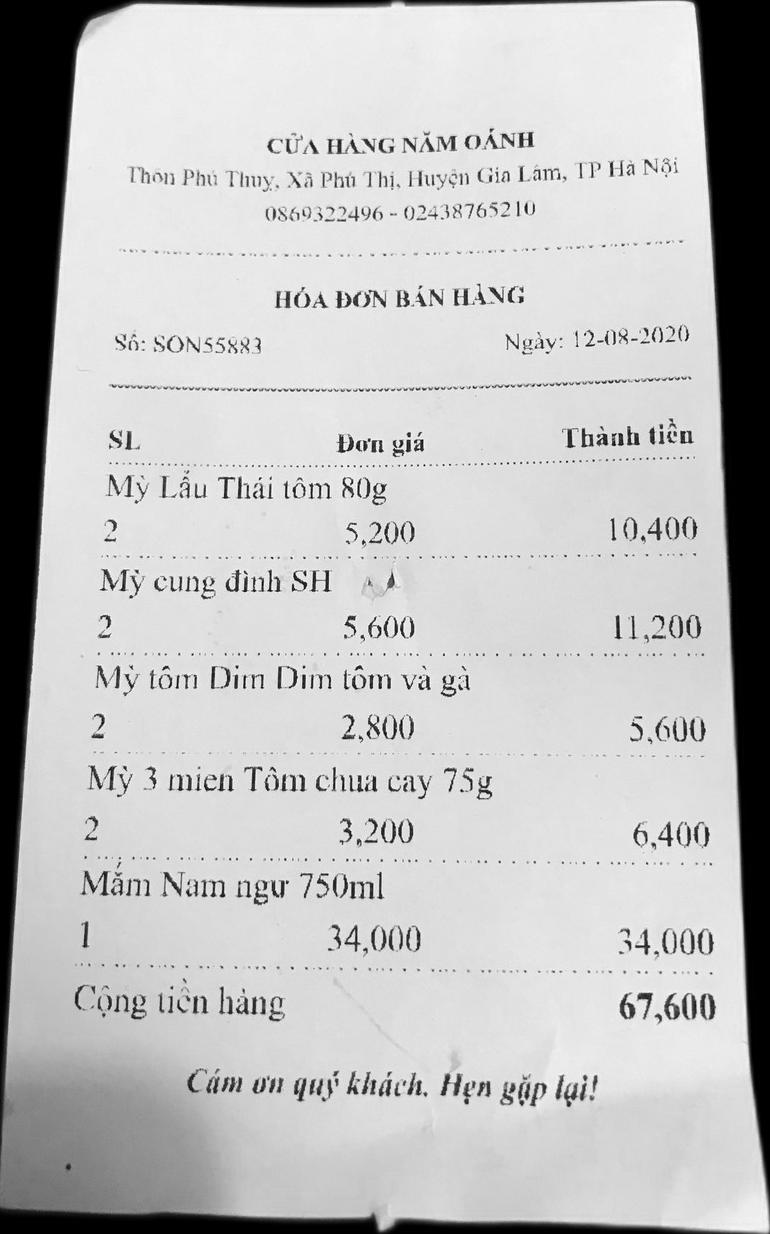 CỬA HÀNG NĂM OÁNH
Thôn Phú Thuỵ, Xã Phú Thị, Huyện Gia Lâm, TP Hà Nội
0869322496 - 02438765210
HÓA ĐƠN BÁN HÀNG
Số: SON55883 Ngày: 12-08-2020
SL Đơn giá Thành tiền
Mỳ Lẩu Thái tôm 80g
2 5,200 10,400
Mỳ cung đình SH
2 5,600 11,200
Mỳ tôm Dim Dim tôm và gà
2 2,800 5,600
Mỳ 3 mien Tôm chua cay 75g
2 3,200 6,400
Mắm Nam ngư 750ml
1 34,000 34,000
Cộng tiền hàng 67,600
Cám ơn quý khách. Hẹn gặp lại!